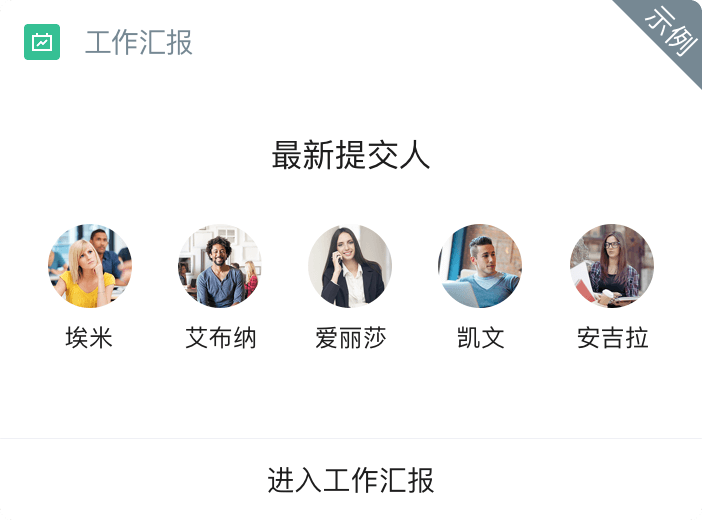 工作汇报
示例
最新提交人
埃米
艾布纳
爱丽莎
凯文
安吉拉
进入工作汇报